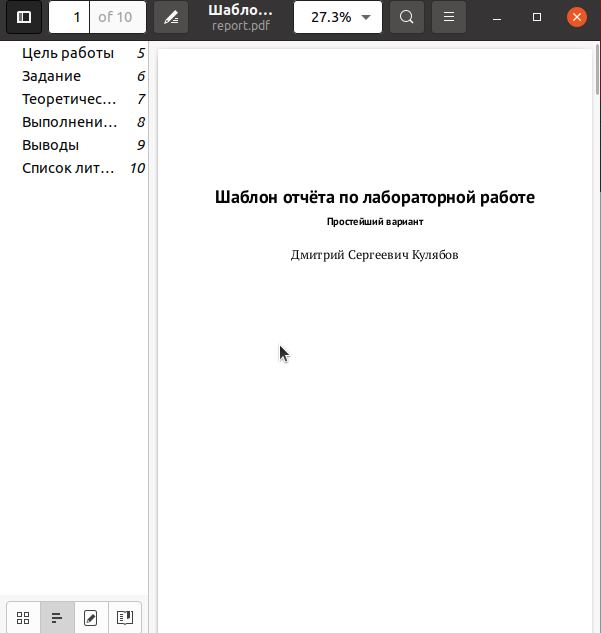 1 of 10
Шабло...
report.pdf
27.3%
Цель работы 5
Задание 6
Теоретичес... 7
Выполнени... 8
Выводы 9
Список лит... 10
Шаблон отчёта по лабораторной работе
Простейший вариант
Дмитрий Сергеевич Кулябов